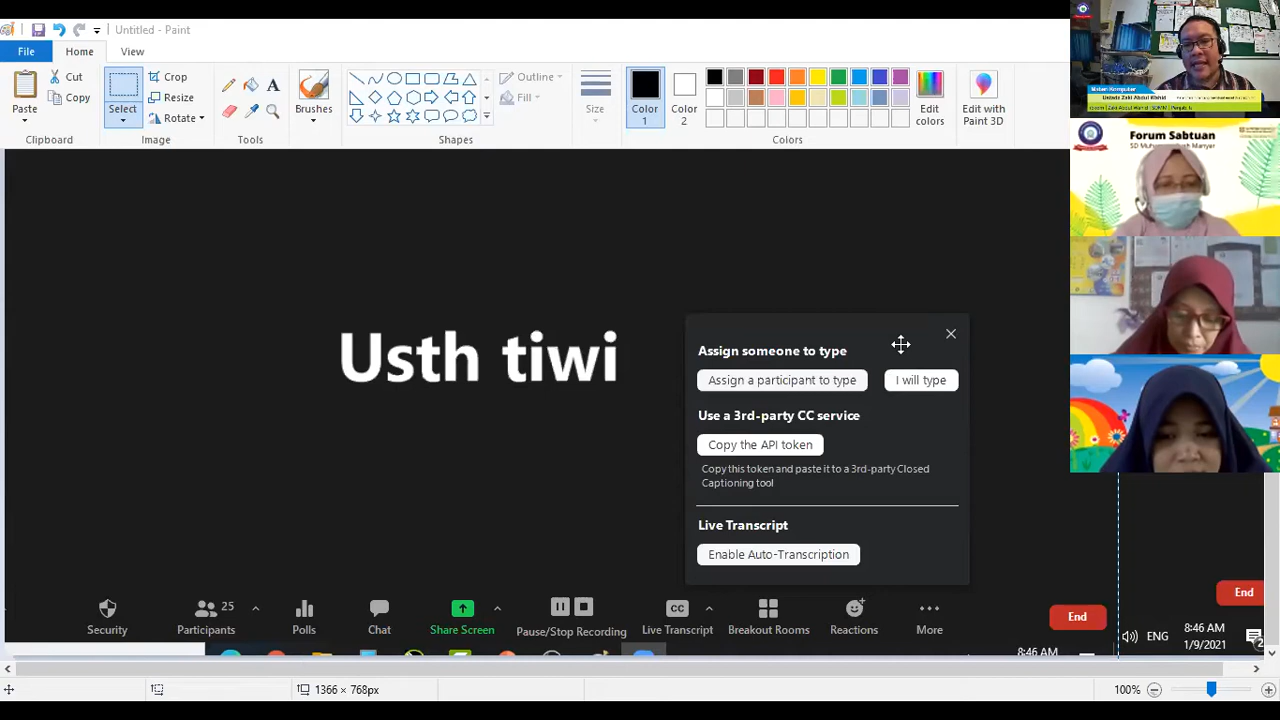 Untitled - Paint
File
Home
View
Paste
Cut
Copy
Clipboard
Select
Crop
Resize
Rotate
Image
Tools
Brushes
Outline
Fill
Shapes
Size
Color 1
Color 2
Edit colors
Edit with Paint 3D
Colors
Usth tiwi
Assign someone to type
Assign a participant to type
I will type
Use a 3rd-party CC service
Copy the API token
Copy this token and paste it to a 3rd-party Closed
Captioning tool
Live Transcript
Enable Auto-Transcription
Security
Participants
25
Polls
Chat
Share Screen
Pause/Stop Recording
CC
Live Transcript
Breakout Rooms
Reactions
More
End
8:46 AM
End
ENG
8:46 AM
1/9/2021
1366 × 768px
100%
Forum Sabtuan